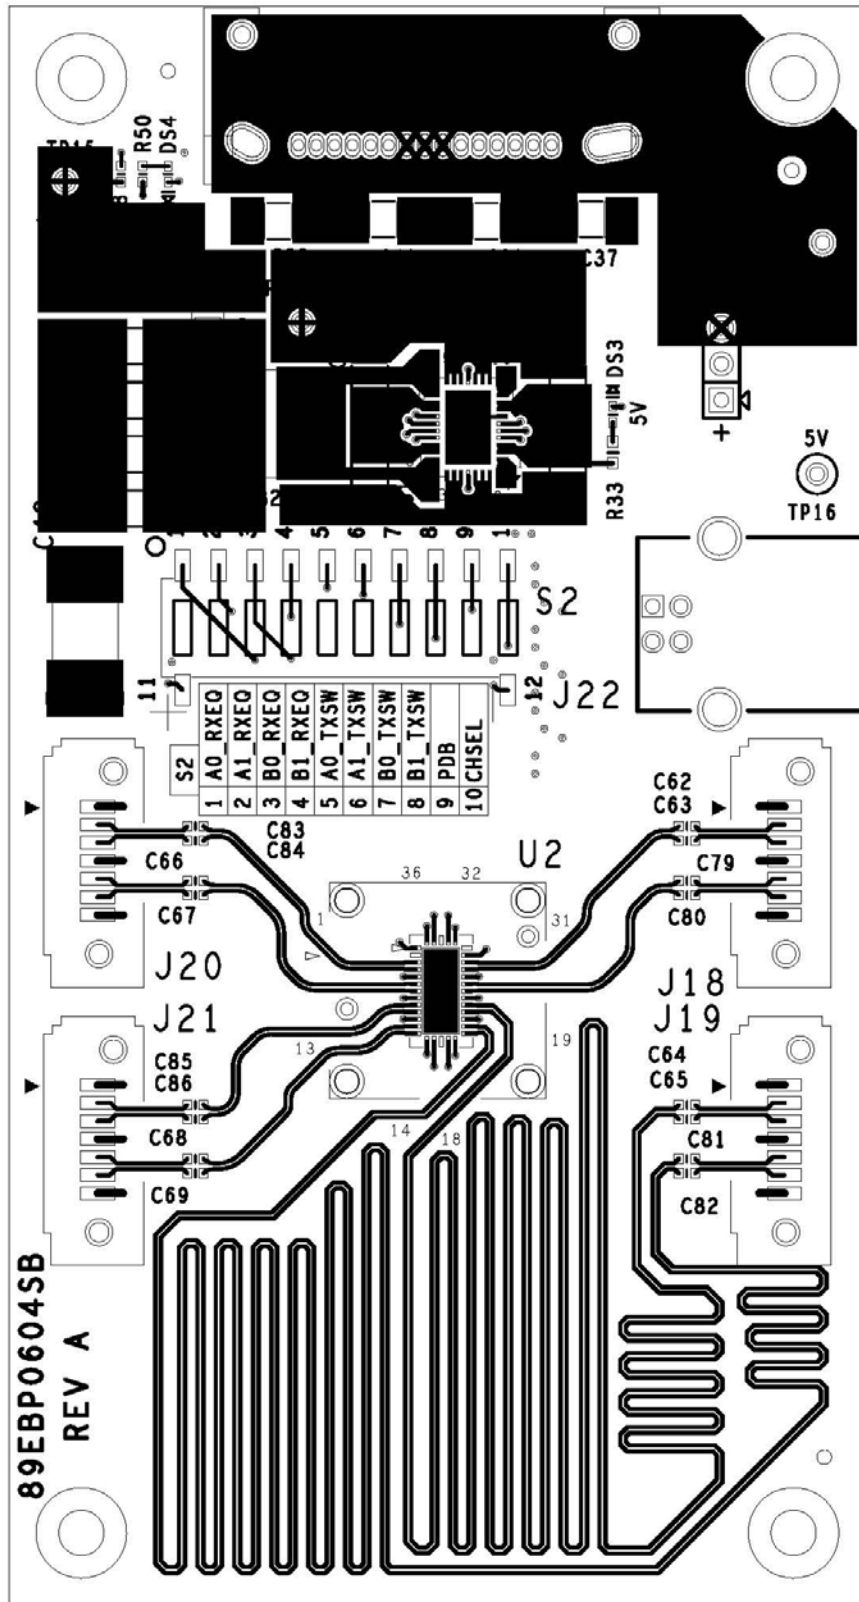 R50
DS4
C37
DS3
5V
R33
+
5V
TP16
2
3
4
5
6
7
8
9
1
S2
11
12
J22
S2
1 A0_RXEQ
2 A1_RXEQ
3 B0_RXEQ
4 B1_RXEQ
5 A0_TXSW
6 A1_TXSW
7 B0_TXSW
8 B1_TXSW
9 PDB
10 CHSEL
C62
C63
C83
C84
C66
C79
U2
36
32
C67
1
31
C80
J20
J18
J21
J19
13
19
C85
C86
C64
C65
C68
14
18
C81
C69
C82
89EBP0604SB
REV A